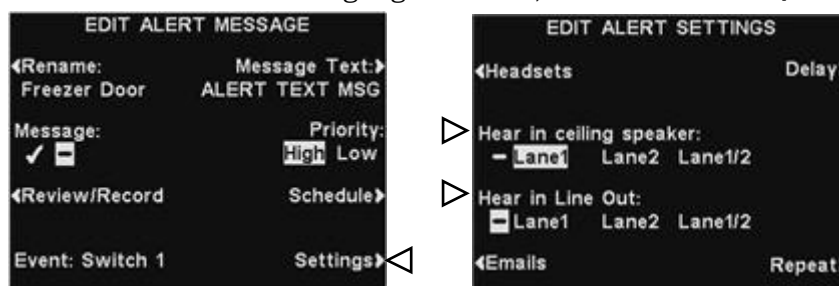 EDIT ALERT MESSAGE
Rename: Message Text:
Freezer Door ALERT TEXT MSG
Message: Priority:
High Low
Review/Record Schedule
Event: Switch 1 Settings
EDIT ALERT SETTINGS
Headsets Delay
Hear in ceiling speaker:
Lane1 Lane2 Lane1/2
Hear in Line Out:
Lane1 Lane2 Lane1/2
Emails Repeat